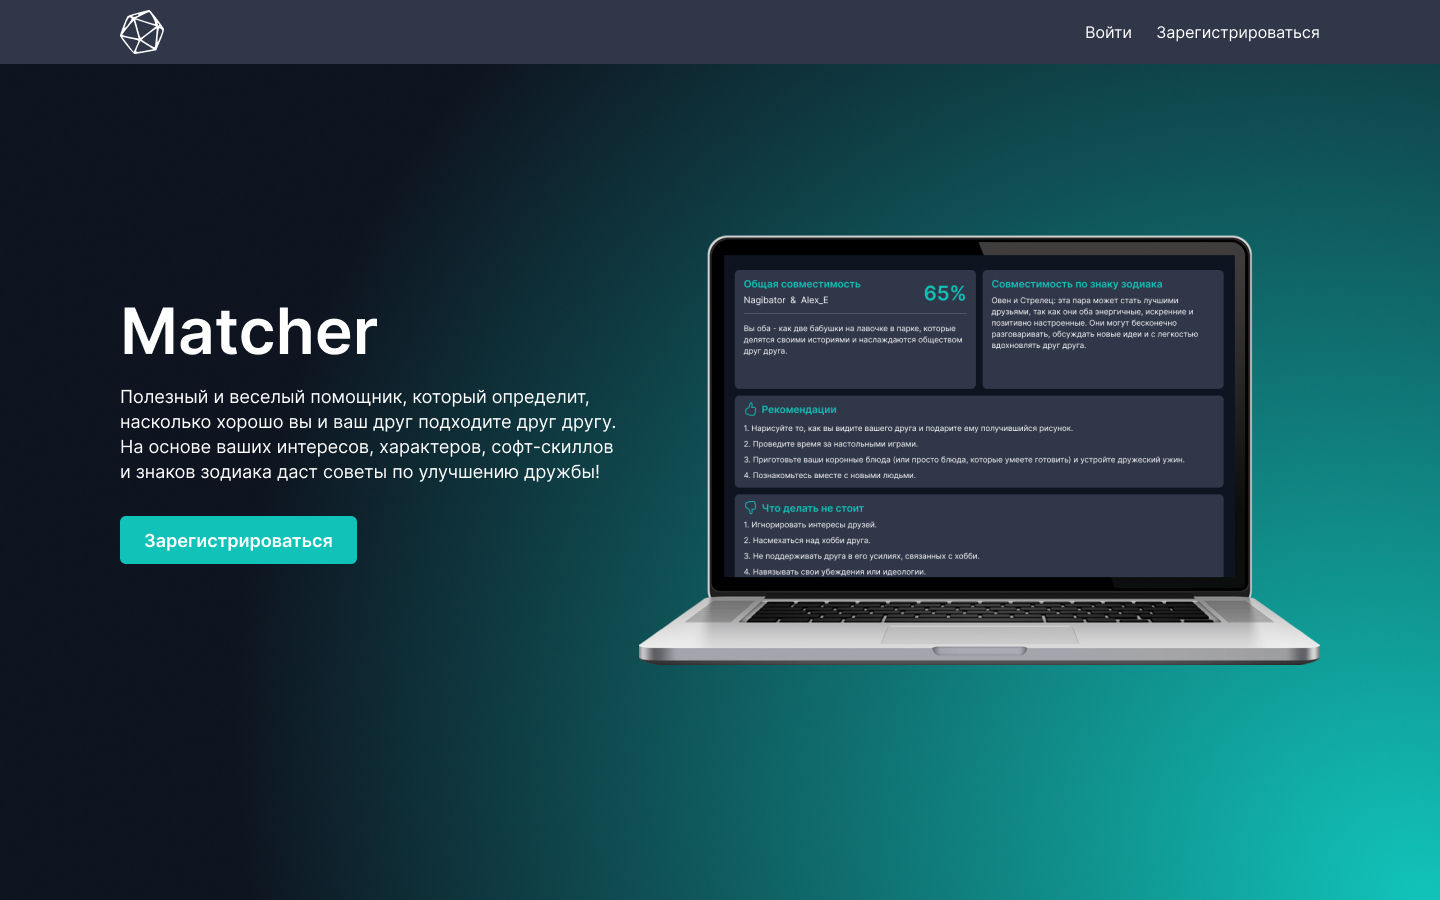 Войти Зарегистрироваться
Matcher
Полезный и веселый помощник, который определит,
насколько хорошо вы и ваш друг подходите друг другу.
На основе ваших интересов, характеров, софт-скиллов
и знаков зодиака даст советы по улучшению дружбы!
Зарегистрироваться
Общая совместимость
65%
Nagibator & Alex_E
Вы оба - как две бабушки на лавочке в парке, которые
делятся своими историями и наслаждаются обществом
друг друга.
Совместимость по знаку зодиака
Овен и Стрелец: эта пара может стать лучшими
друзьями, так как они оба энергичные, искренние и
позитивно настроенные. Они могут бесконечно
разговаривать, обсуждать новые идеи и с легкостью
вдохновлять друг друга.
Рекомендации
1. Нарисуйте то, как вы видите вашего друга и подарите ему получившийся рисунок.
2. Проведите время за настольными играми.
3. Приготовьте ваши коронные блюда (или просто блюда, которые умеете готовить) и устройте дружеский ужин.
4. Познакомьтесь вместе с новыми людьми.
Что делать не стоит
1. Игнорировать интересы друзей.
2. Насмехаться над хобби друга.
3. Не поддерживать друга в его усилиях, связанных с хобби.
4. Навязывать свои убеждения или идеологии.